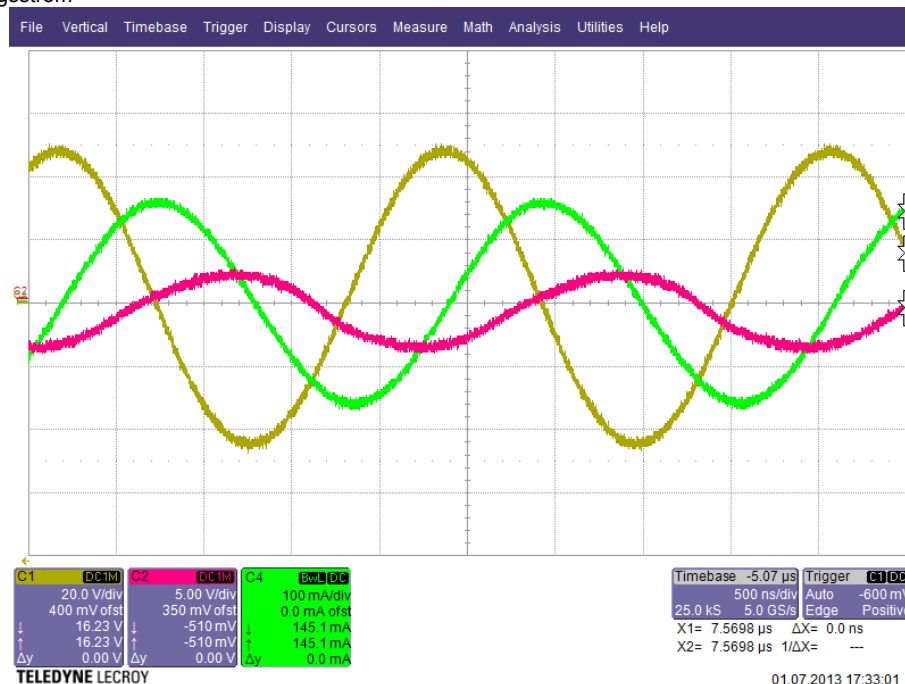 gsstrom
File Vertical Timebase Trigger Display Cursors Measure Math Analysis Utilities Help
C1 DC1M C2 DC1M C4 BwL DC Timebase -5.07 µs Trigger C1 DC
20.0 V/div 5.00 V/div 100 mA/div 500 ns/div Auto -600 m
400 mV ofst 350 mV ofst 0.0 mA ofst 25.0 kS 5.0 GS/s Edge Positive
↓ 16.23 V ↓ -510 mV ↓ 145.1 mA X1= 7.5698 µs ΔX= 0.0 ns
↑ 16.23 V ↑ -510 mV ↑ 145.1 mA X2= 7.5698 µs 1/ΔX= ---
Δy 0.00 V Δy 0.00 V Δy 0.0 mA
TELEDYNE LECROY 01.07.2013 17:33:01